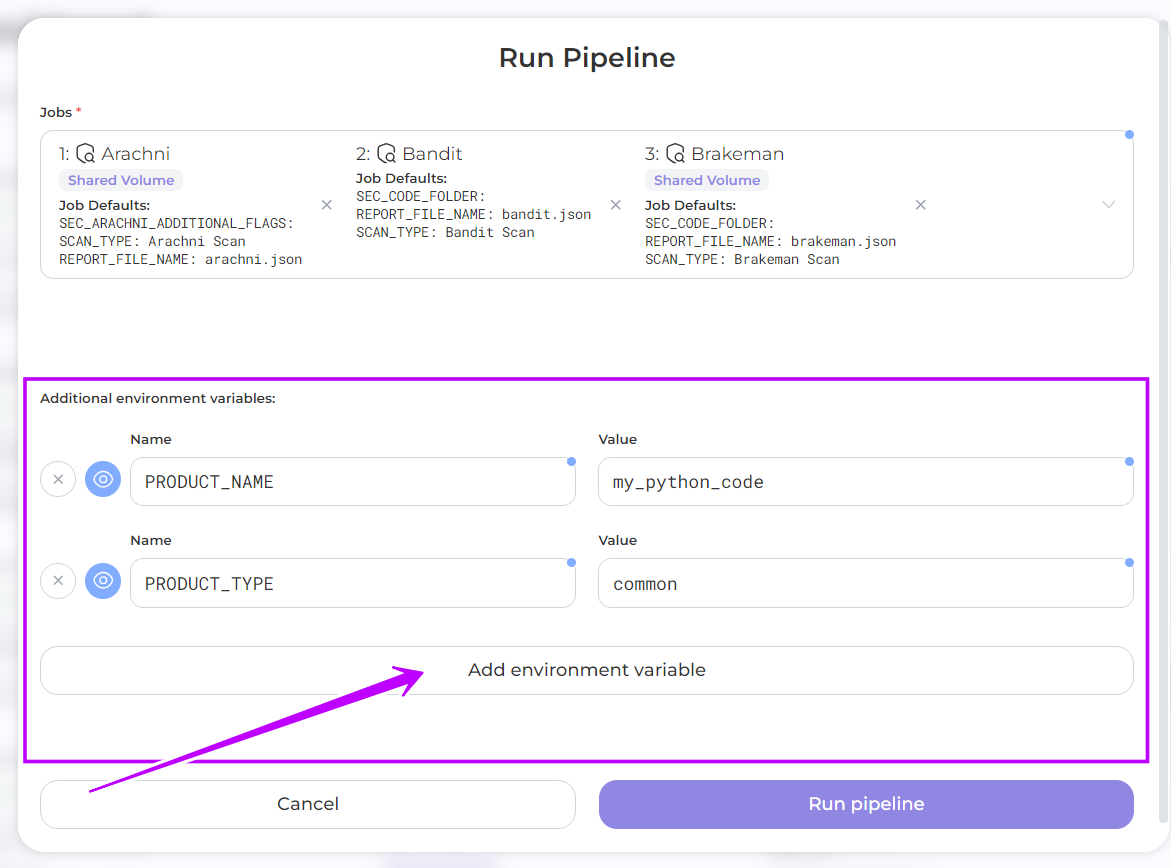 Run Pipeline
Jobs *
1: Arachni
Shared Volume
Job Defaults:
SEC_ARACHNI_ADDITIONAL_FLAGS:
SCAN_TYPE: Arachni Scan
REPORT_FILE_NAME: arachni.json
2: Bandit
Job Defaults:
SEC_CODE_FOLDER:
REPORT_FILE_NAME: bandit.json
SCAN_TYPE: Bandit Scan
3: Brakeman
Shared Volume
Job Defaults:
SEC_CODE_FOLDER:
REPORT_FILE_NAME: brakeman.json
SCAN_TYPE: Brakeman Scan
Additional environment variables:
Name Value
PRODUCT_NAME my_python_code
Name Value
PRODUCT_TYPE common
Add environment variable
Cancel Run pipeline